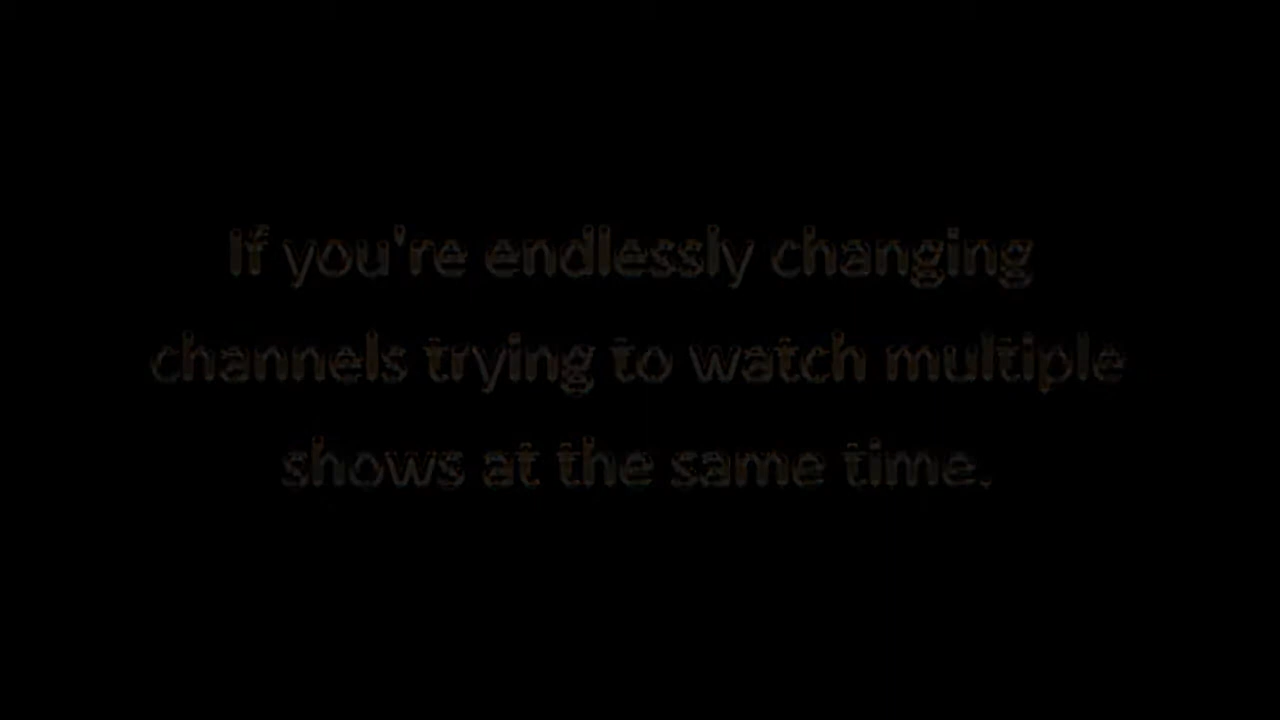 If you're endlessly changing
channels trying to watch multiple
shows at the same time.